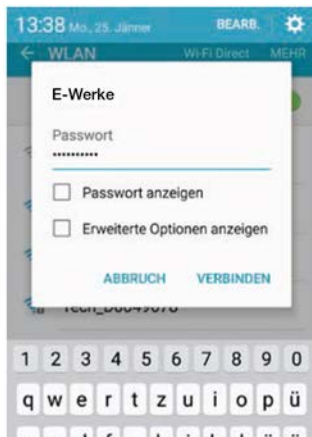 13:38 Mo., 25. Jänner BEARB.
WLAN Wi-Fi Direct MEHR
E-Werke
Passwort
••••••••••
Passwort anzeigen
Erweiterte Optionen anzeigen
ABBRUCH VERBINDEN
1 2 3 4 5 6 7 8 9 0
q w e r t z u i o p ü